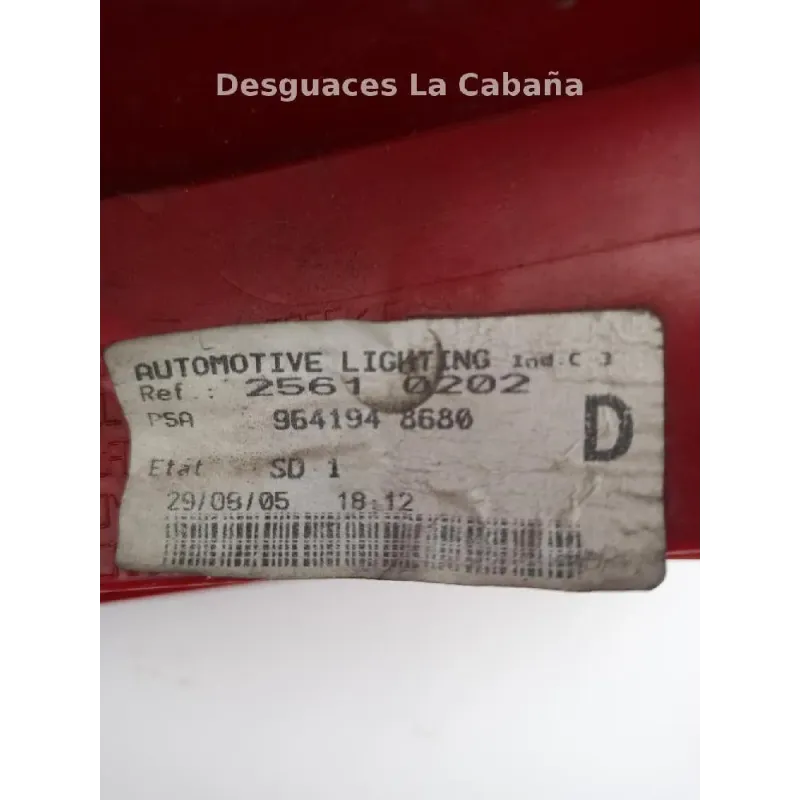 Desguaces La Cabaña
AUTOMOTIVE LIGHTING Ind.C J
Ref.: 2561 0202
PSA 964194 8680
D
Etat SD 1
29/08/05 18:12